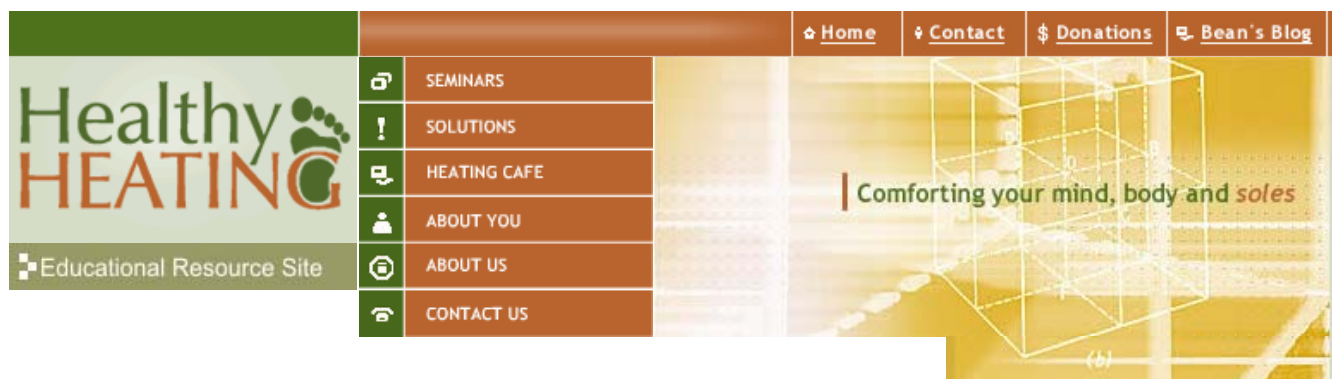 Home
Contact
$ Donations
Bean's Blog
Healthy
HEATING
Educational Resource Site
SEMINARS
SOLUTIONS
HEATING CAFE
ABOUT YOU
ABOUT US
CONTACT US
Comforting your mind, body and soles
(b)